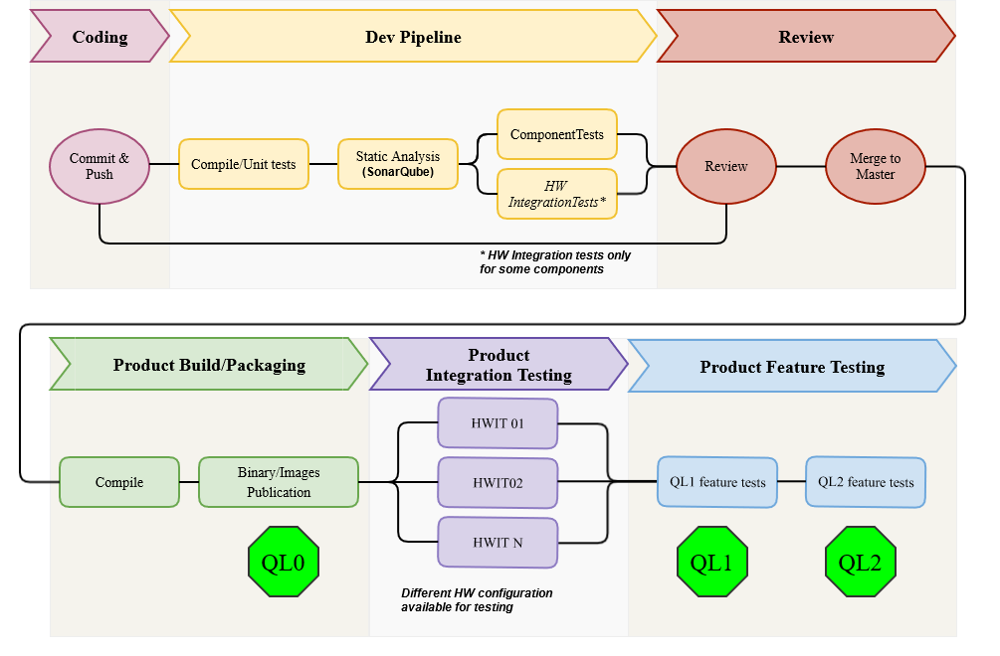 Coding
Dev Pipeline
Review
Commit &
Push
Compile/Unit tests
Static Analysis
(SonarQube)
ComponentTests
HW
IntegrationTests*
Review
Merge to
Master
* HW Integration tests only
for some components
Product Build/Packaging
Product
Integration Testing
Product Feature Testing
Compile
Binary/Images
Publication
HWIT 01
HWIT02
HWIT N
QL1 feature tests
QL2 feature tests
QL0
QL1
QL2
Different HW configuration
available for testing